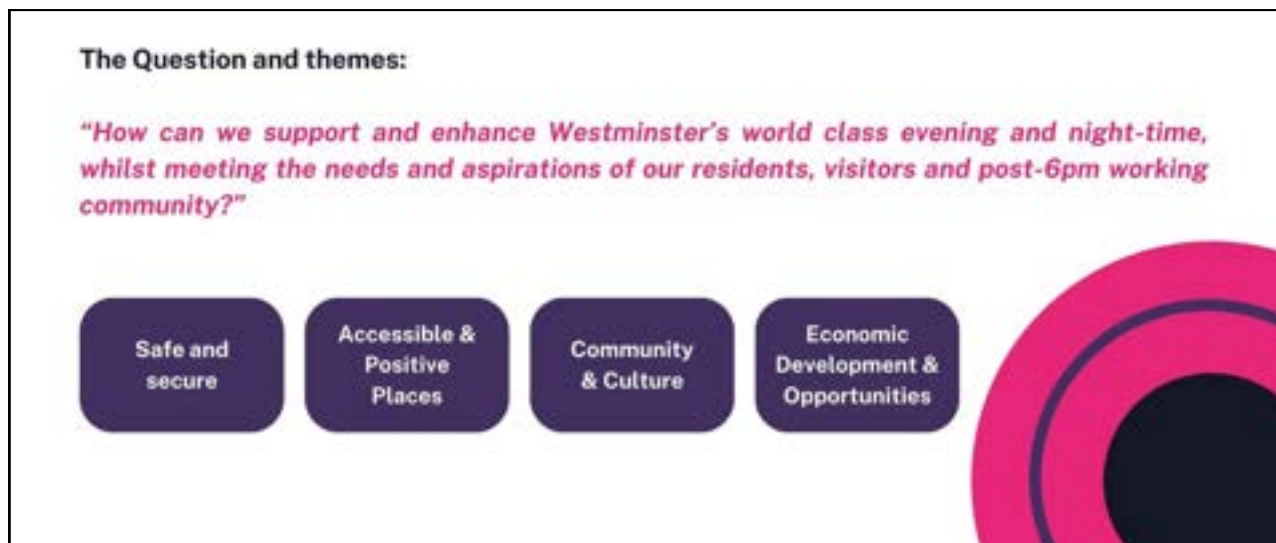 The Question and themes:
“How can we support and enhance Westminster’s world class evening and night-time,
whilst meeting the needs and aspirations of our residents, visitors and post-6pm working
community?”
Safe and
secure
Accessible &
Positive
Places
Community
& Culture
Economic
Development &
Opportunities